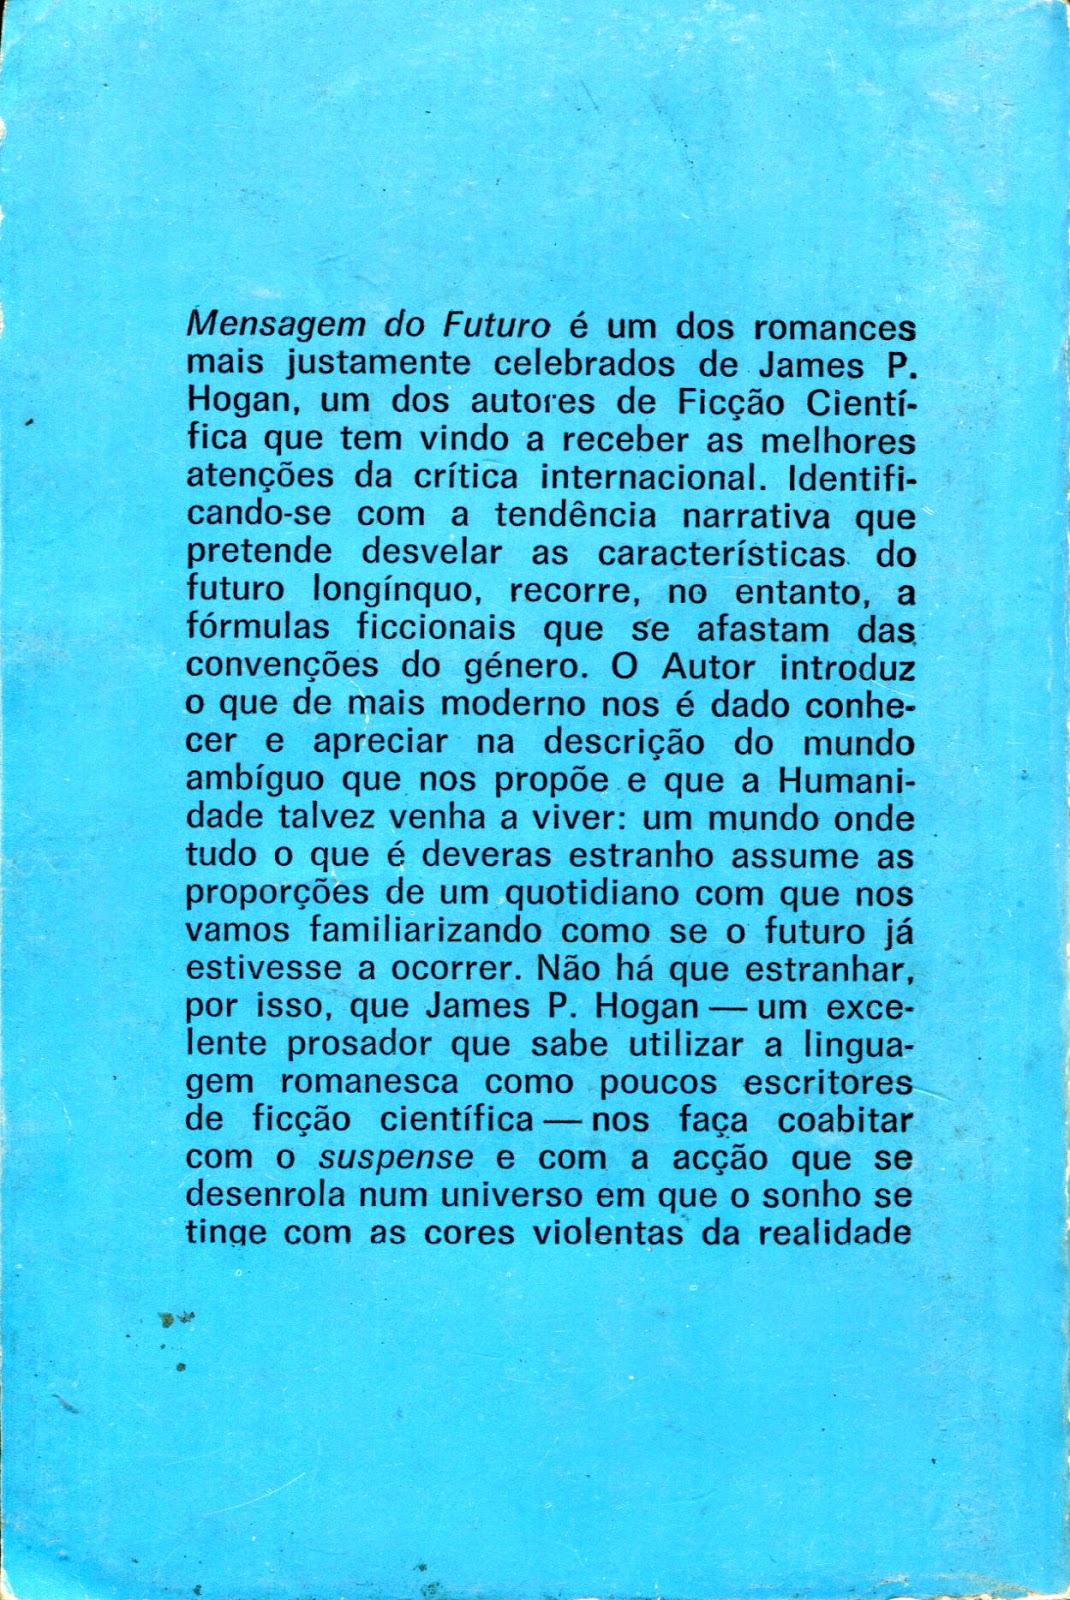 Mensagem do Futuro é um dos romances
mais justamente celebrados de James P.
Hogan, um dos autores de Ficção Cientí-
fica que tem vindo a receber as melhores
atenções da crítica internacional. Identifi-
cando-se com a tendência narrativa que
pretende desvelar as características do
futuro longínquo, recorre, no entanto, a
fórmulas ficcionais que se afastam das
convenções do género. O Autor introduz
o que de mais moderno nos é dado conhe-
cer e apreciar na descrição do mundo
ambíguo que nos propõe e que a Humani-
dade talvez venha a viver: um mundo onde
tudo o que é deveras estranho assume as
proporções de um quotidiano com que nos
vamos familiarizando como se o futuro já
estivesse a ocorrer. Não há que estranhar,
por isso, que James P. Hogan — um exce-
lente prosador que sabe utilizar a lingua-
gem romanesca como poucos escritores
de ficção científica — nos faça coabitar
com o suspense e com a acção que se
desenrola num universo em que o sonho se
tinge com as cores violentas da realidade